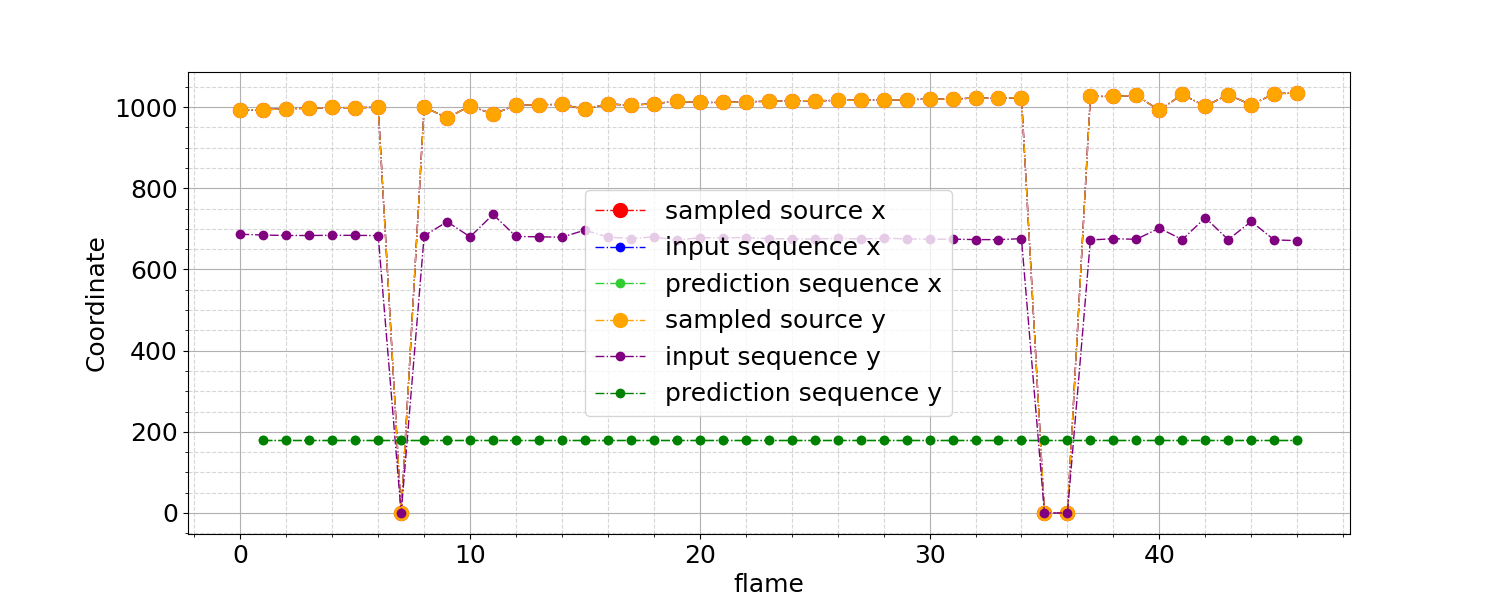 1000
800
600
400
200
0
Coordinate
sampled source x
input sequence x
prediction sequence x
sampled source y
input sequence y
prediction sequence y
0 10 20 30 40
flame